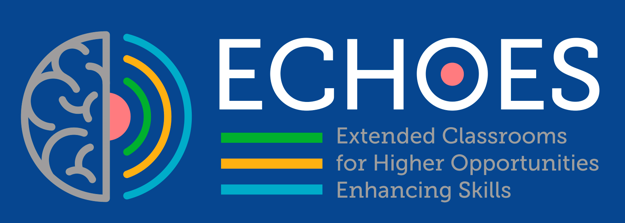 ECHOES
Extended Classrooms
for Higher Opportunities
Enhancing Skills